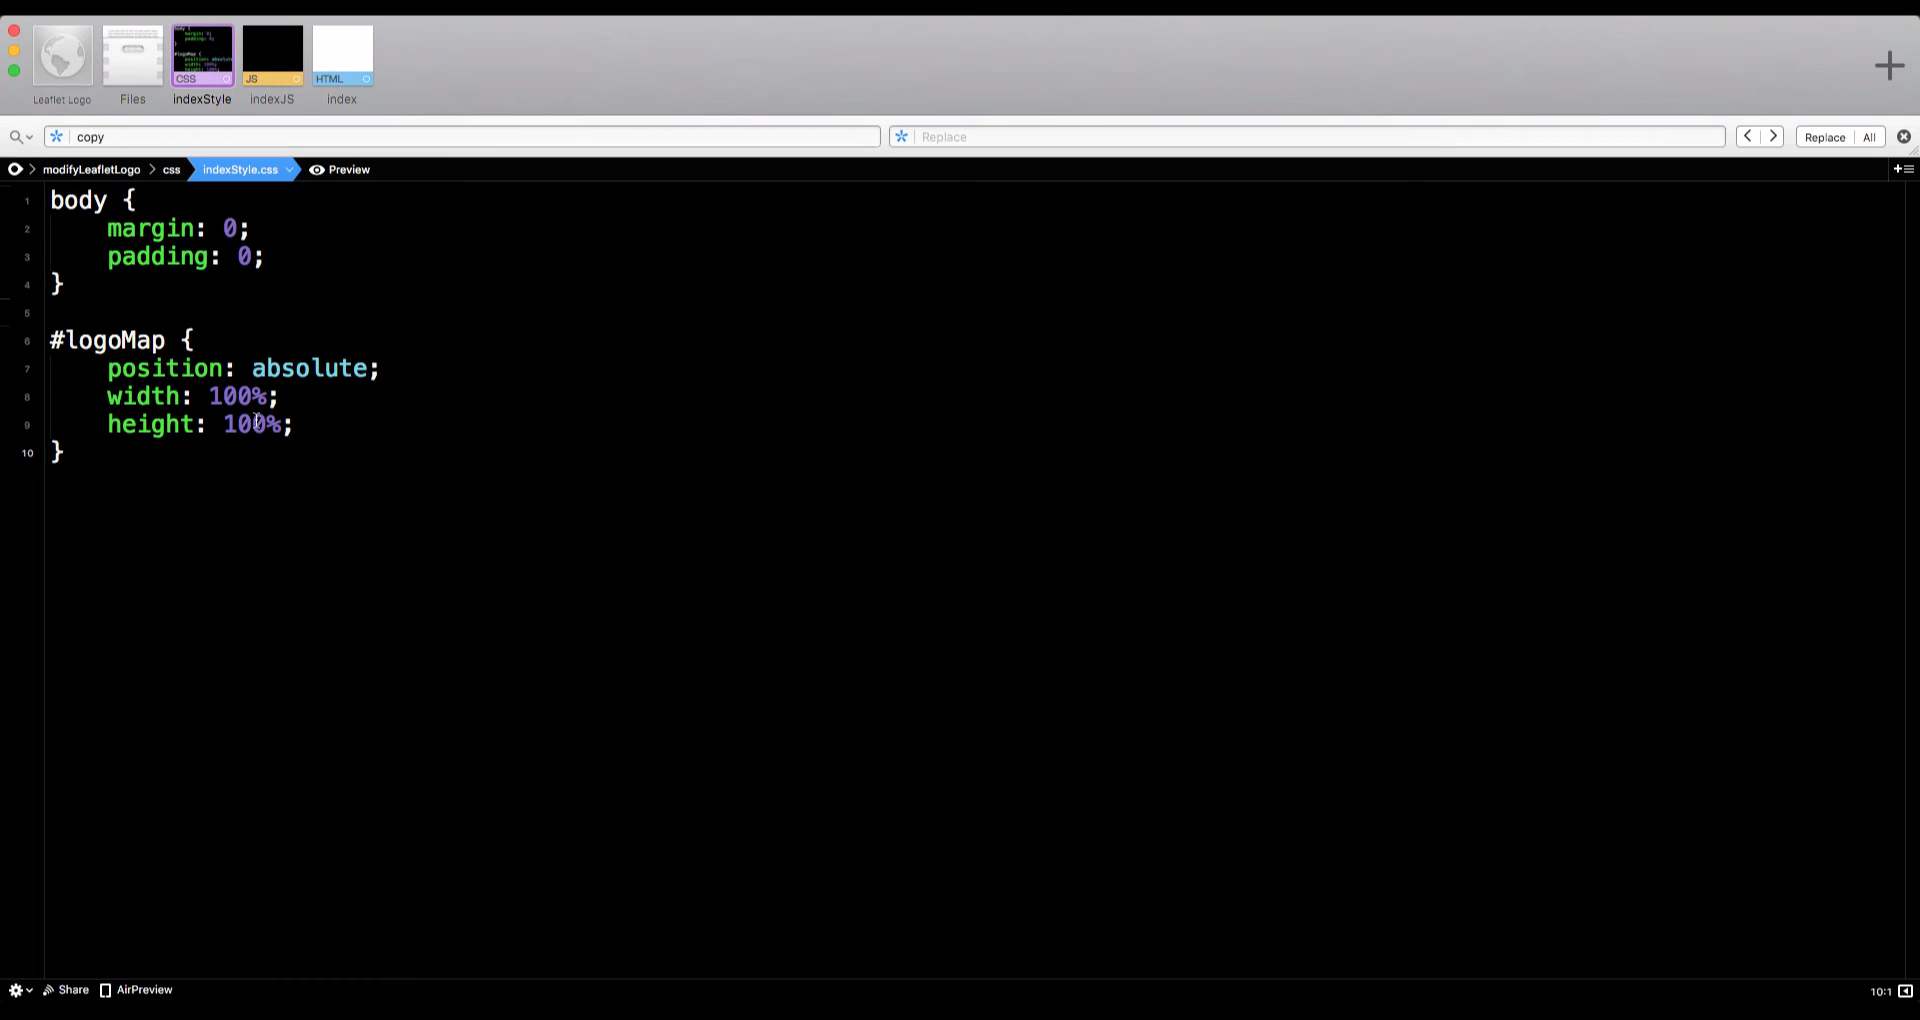 CSS
JS
HTML
Leaflet Logo
Files
indexStyle
indexJS
index
copy
Replace
Replace
All
modifyLeafletLogo
css
indexStyle.css
Preview
1 body {
2 margin: 0;
3 padding: 0;
4 }
5
6 #logoMap {
7 position: absolute;
8 width: 100%;
9 height: 100%;
10 }
Share
AirPreview
10:1